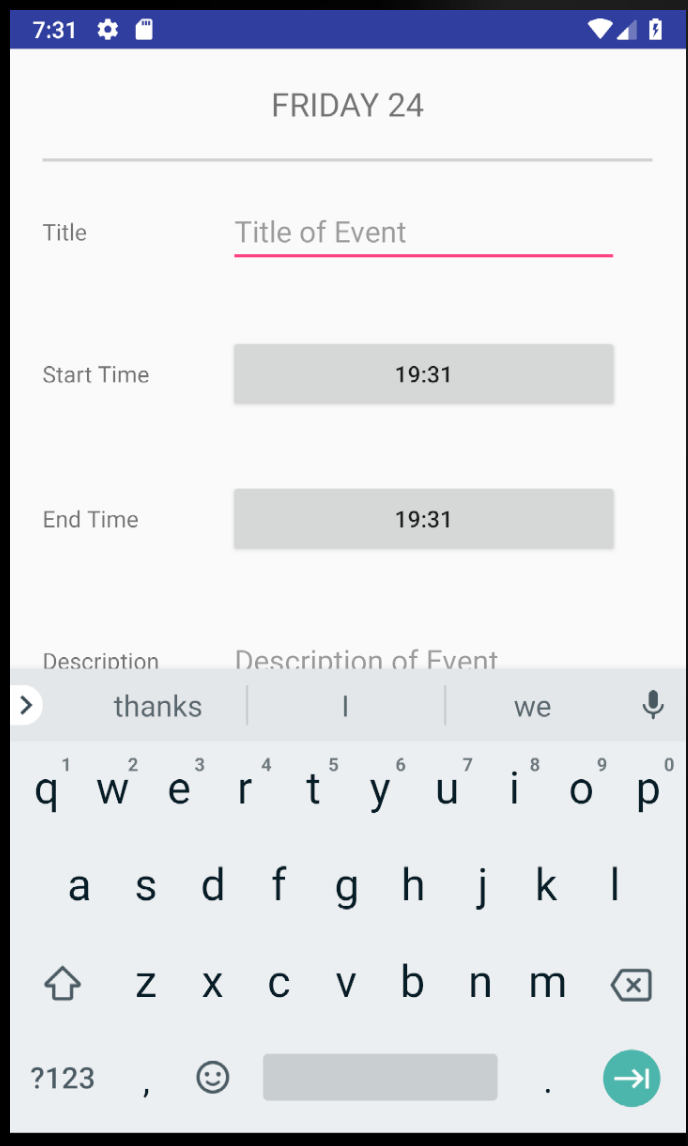 7:31
FRIDAY 24
Title Title of Event
Start Time 19:31
End Time 19:31
Description Description of Event
thanks I we
1 2 3 4 5 6 7 8 9 0
q w e r t y u i o p
a s d f g h j k l
z x c v b n m
?123 , .